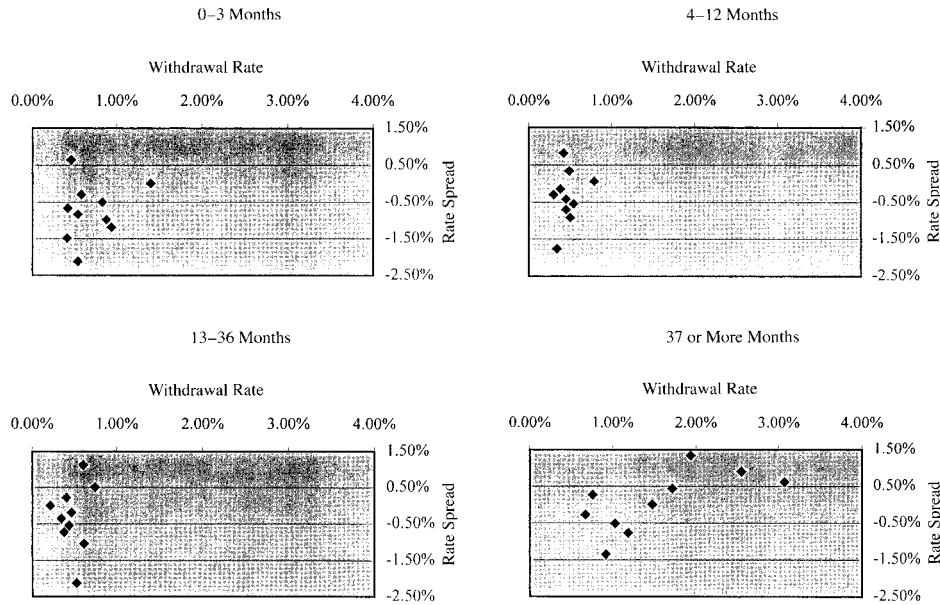 0–3 Months
Withdrawal Rate
0.00% 1.00% 2.00% 3.00% 4.00%
1.50%
0.50%
-0.50%
-1.50%
-2.50%
Rate Spread
4–12 Months
Withdrawal Rate
0.00% 1.00% 2.00% 3.00% 4.00%
1.50%
0.50%
-0.50%
-1.50%
-2.50%
Rate Spread
13–36 Months
Withdrawal Rate
0.00% 1.00% 2.00% 3.00% 4.00%
1.50%
0.50%
-0.50%
-1.50%
-2.50%
Rate Spread
37 or More Months
Withdrawal Rate
0.00% 1.00% 2.00% 3.00% 4.00%
1.50%
0.50%
-0.50%
-1.50%
-2.50%
Rate Spread